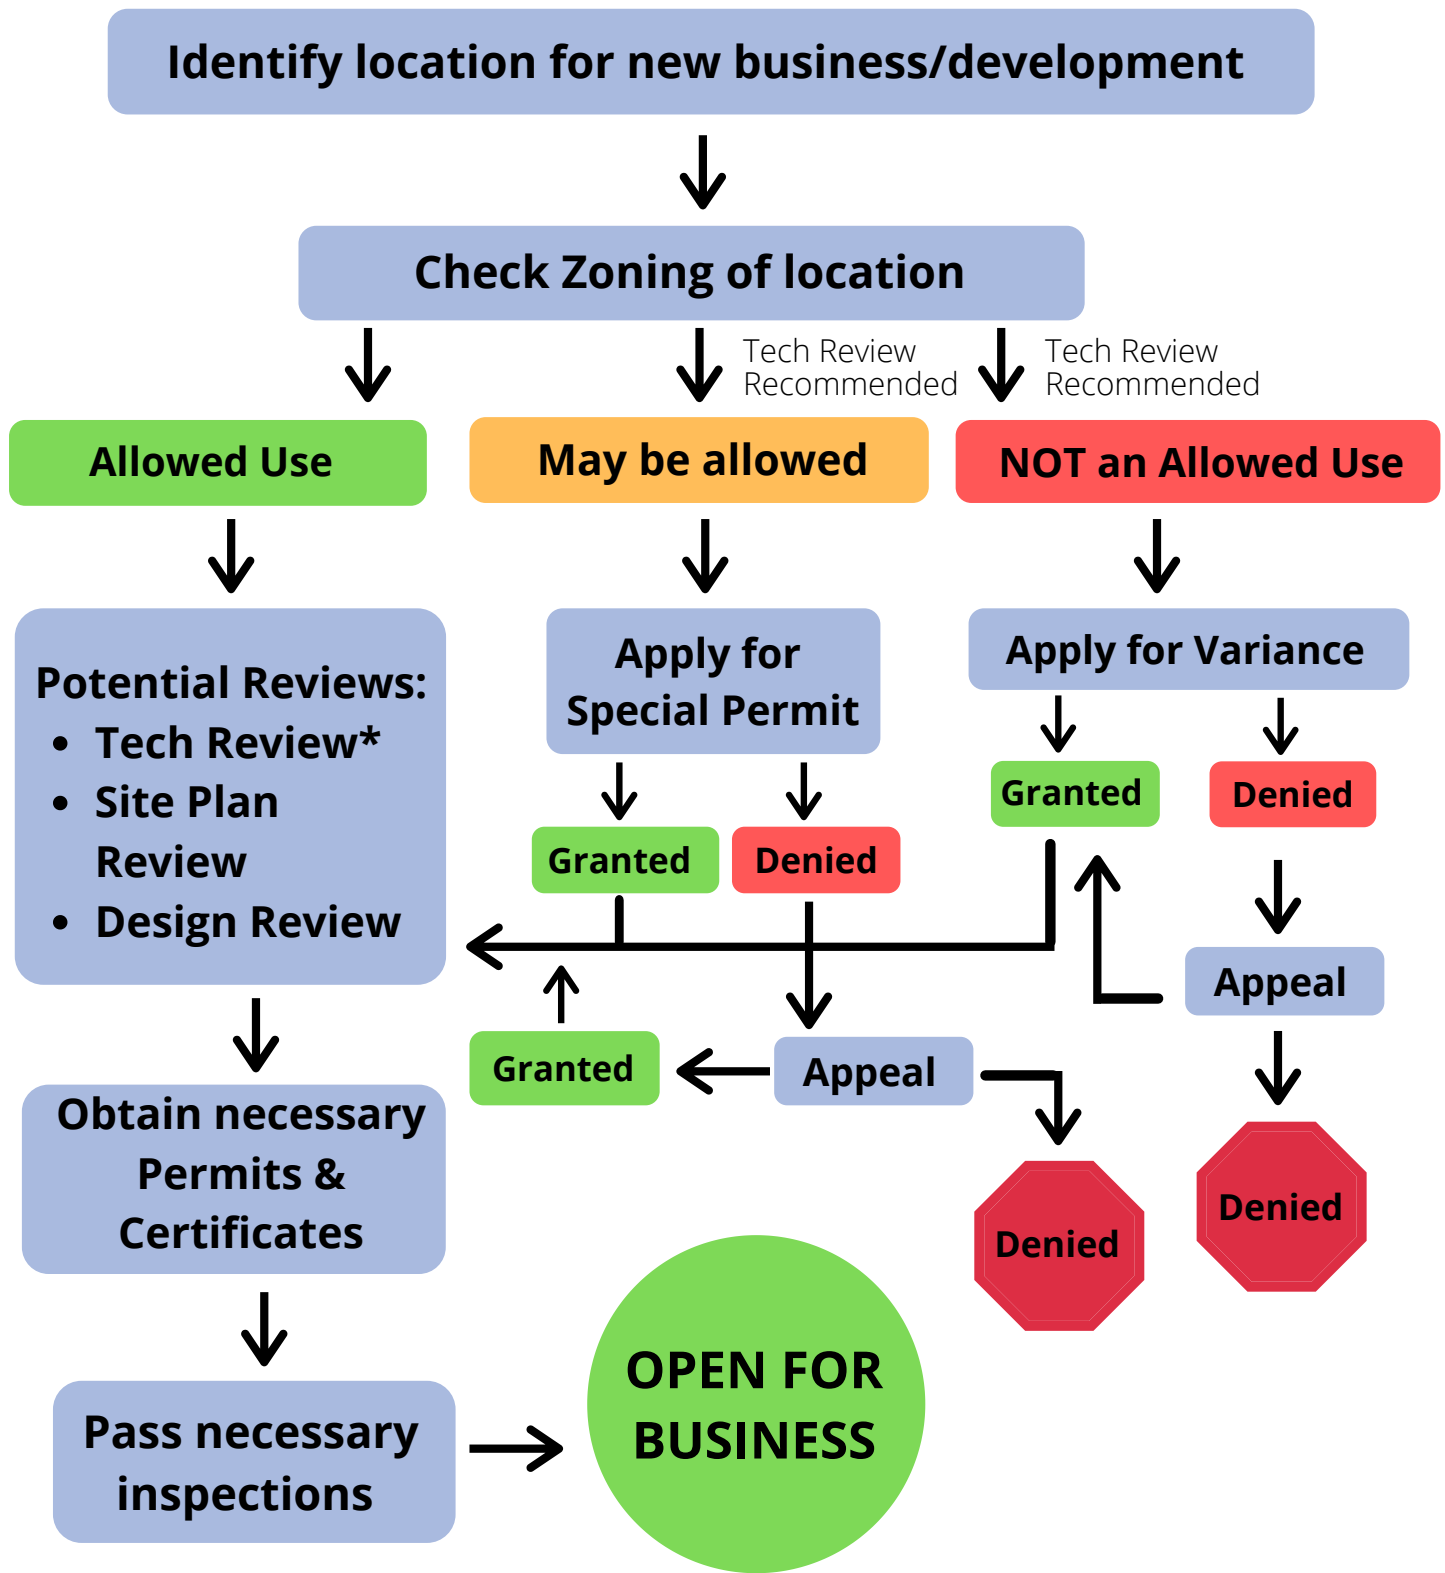 Identify location for new business/development
Check Zoning of location
Tech Review
Recommended
Tech Review
Recommended
Allowed Use
May be allowed
NOT an Allowed Use
Potential Reviews:
• Tech Review*
• Site Plan
Review
• Design Review
Apply for
Special Permit
Apply for Variance
Granted
Denied
Granted
Denied
Appeal
Granted
Appeal
Denied
Denied
Obtain necessary
Permits &
Certificates
Pass necessary
inspections
OPEN FOR
BUSINESS